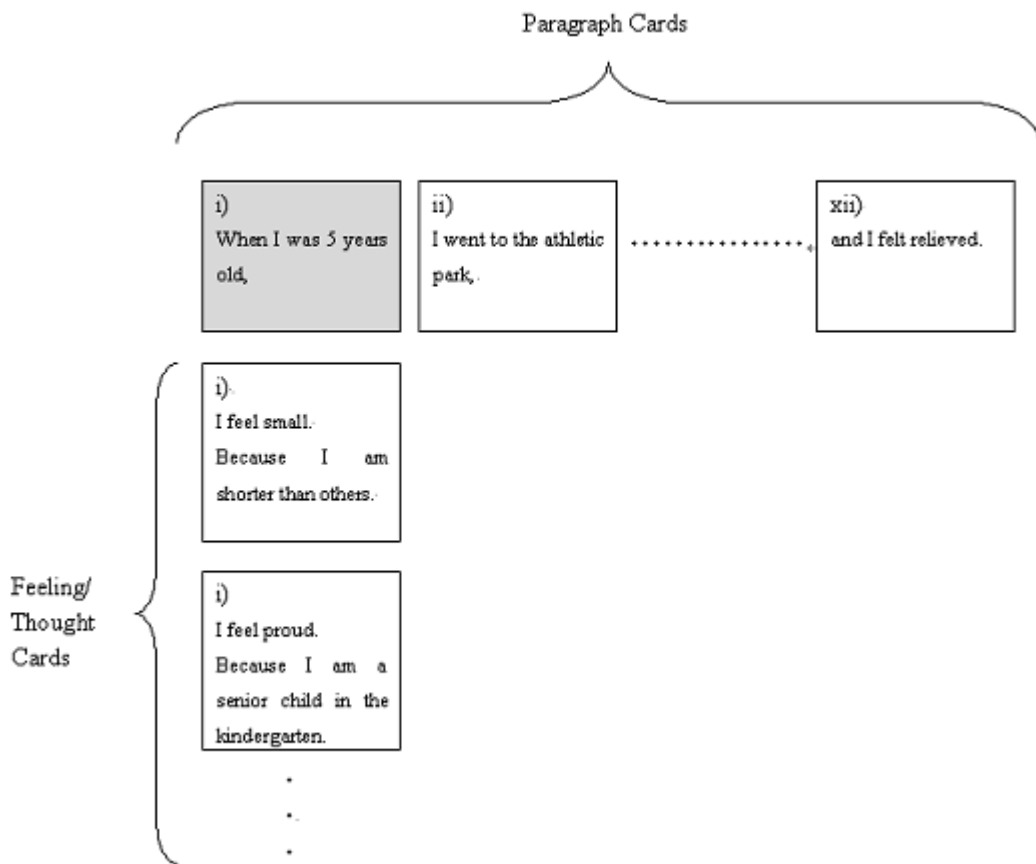 Paragraph Cards
i)
When I was 5 years
old,
ii)
I went to the athletic
park,
xii)
and I felt relieved.
i)
I feel small.
Because I am
shorter than others.
Feeling/
Thought
Cards
i)
I feel proud.
Because I am a
senior child in the
kindergarten.